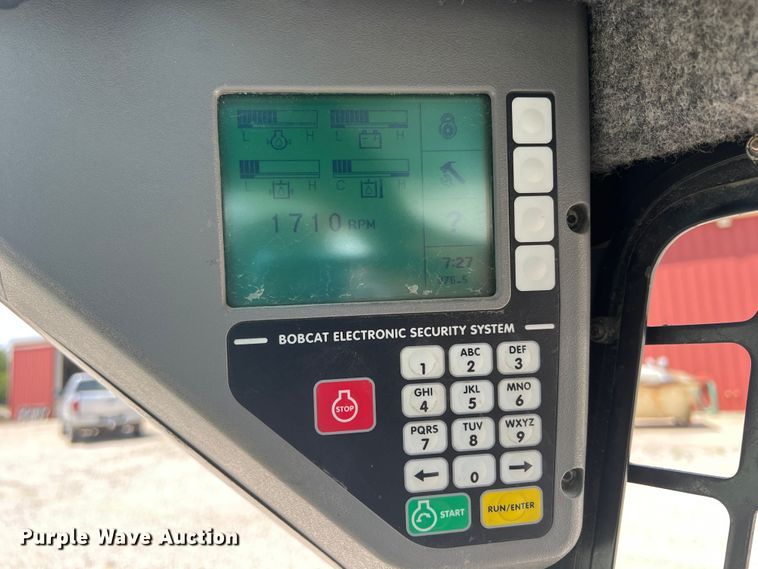 L H L H
L H C H
1710 RPM
?
7:27
BOBCAT ELECTRONIC SECURITY SYSTEM
1 ABC 2 DEF 3
GHI 4 JKL 5 MNO 6
PQRS 7 TUV 8 WXYZ 9
← 0 →
STOP
START RUN/ENTER
Purple Wave Auction